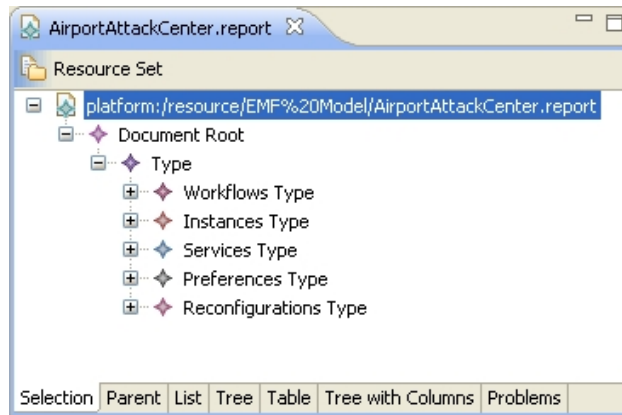 AirportAttackCenter.report
Resource Set
platform:/resource/EMF%20Model/AirportAttackCenter.report
Document Root
Type
Workflows Type
Instances Type
Services Type
Preferences Type
Reconfigurations Type
Selection Parent List Tree Table Tree with Columns Problems